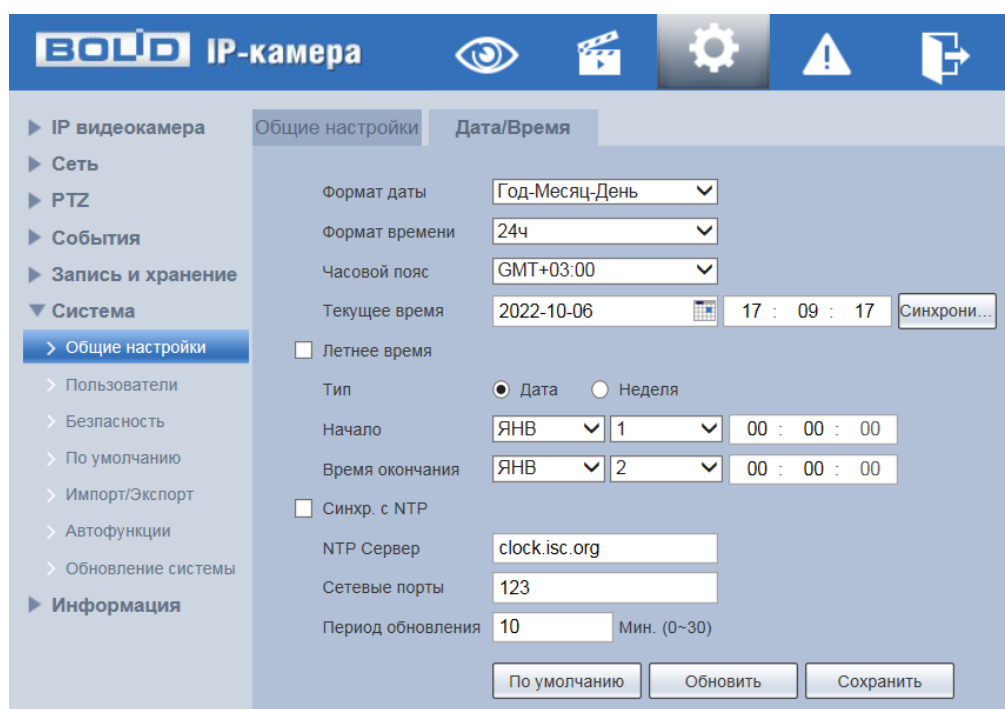 BOLID IP-камера
IP видеокамера
Сеть
PTZ
События
Запись и хранение
Система
Общие настройки
Пользователи
Безпасность
По умолчанию
Импорт/Экспорт
Автофункции
Обновление системы
Информация
Общие настройки Дата/Время
Формат даты Год-Месяц-День
Формат времени 24ч
Часовой пояс GMT+03:00
Текущее время 2022-10-06 17 : 09 : 17 Синхрони...
Летнее время
Тип Дата Неделя
Начало ЯНВ 1 00 : 00 : 00
Время окончания ЯНВ 2 00 : 00 : 00
Синхр. с NTP
NTP Сервер clock.isc.org
Сетевые порты 123
Период обновления 10 Мин. (0~30)
По умолчанию Обновить Сохранить